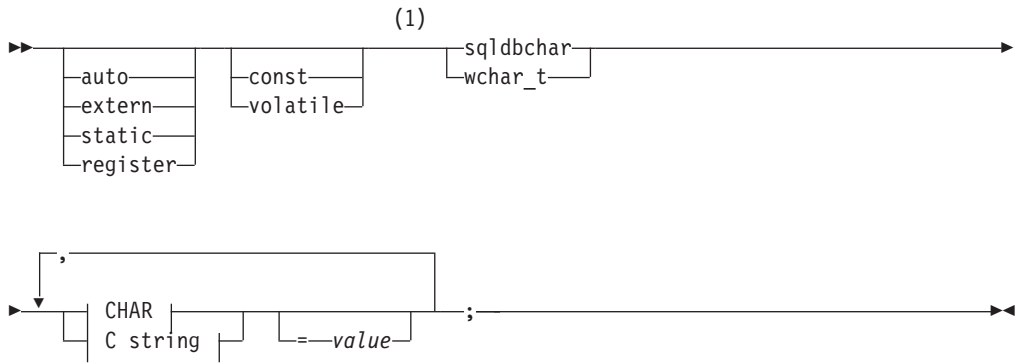 (1)
sqldbchar
auto const wchar_t
extern volatile
static
register
,
CHAR ;
C string = value